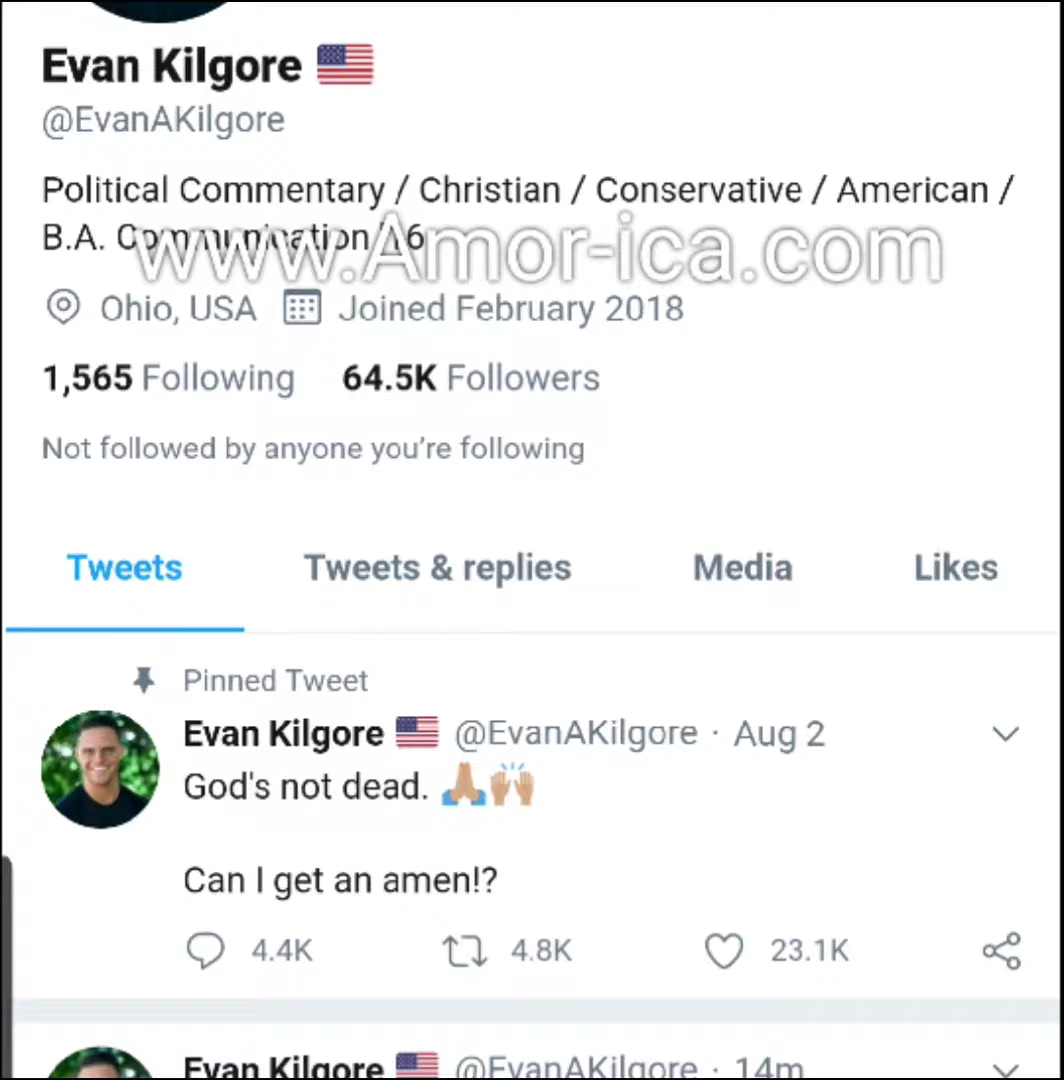 Evan Kilgore 🇺🇸
@EvanAKilgore
Political Commentary / Christian / Conservative / American /
B.A. Communication '16
www.Amor-ica.com
Ohio, USA Joined February 2018
1,565 Following 64.5K Followers
Not followed by anyone you're following
Tweets Tweets & replies Media Likes
Pinned Tweet
Evan Kilgore 🇺🇸 @EvanAKilgore · Aug 2
God's not dead. 🙏🏼🙌🏼
Can I get an amen!?
4.4K 4.8K 23.1K
Evan Kilgore 🇺🇸 @EvanAKilgore · 14m